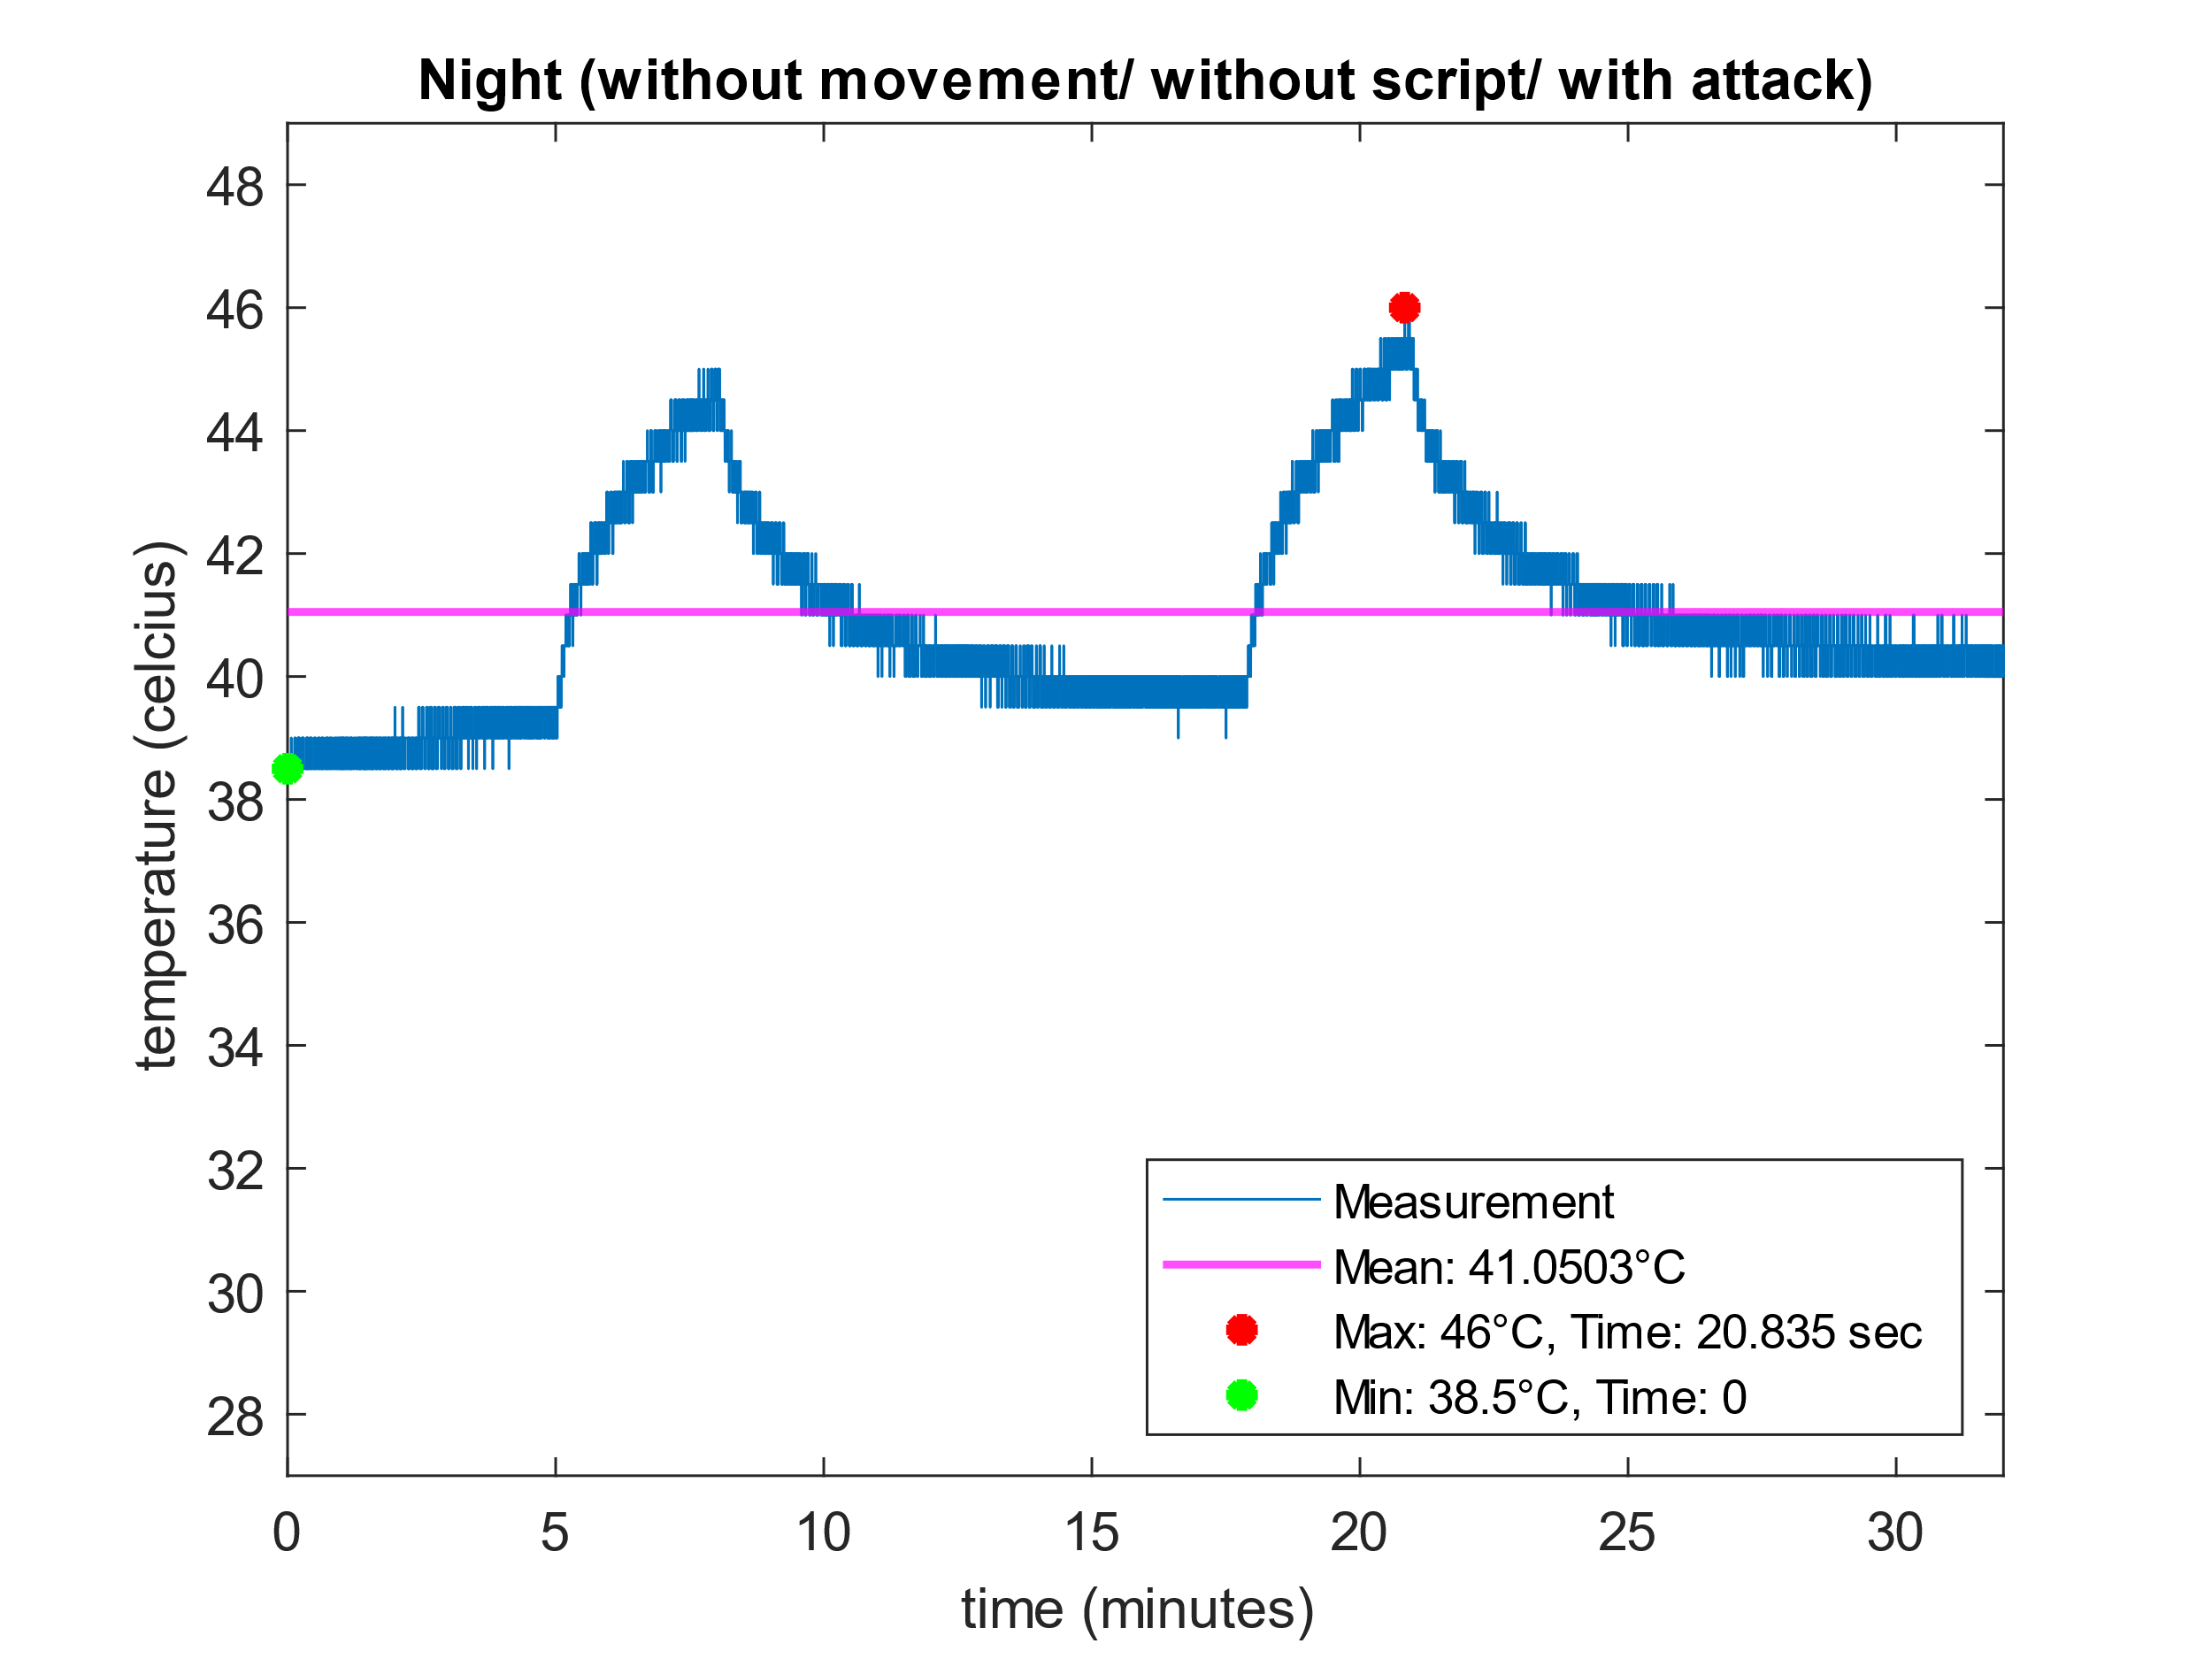 Night (without movement/ without script/ with attack)
temperature (celcius)
48
46
44
42
40
38
36
34
32
30
28
Measurement
Mean: 41.0503°C
Max: 46°C, Time: 20.835 sec
Min: 38.5°C, Time: 0
0 5 10 15 20 25 30
time (minutes)